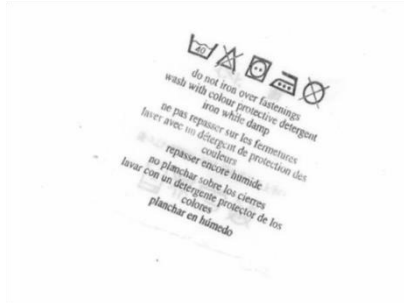 40
do not iron over fastenings
wash with colour protective detergent
iron while damp
ne pas repasser sur les fermetures
laver avec un détergent de protection des
couleurs
repasser encore humide
no planchar sobre los cierres
lavar con un detergente protector de los
colores
planchar en húmedo